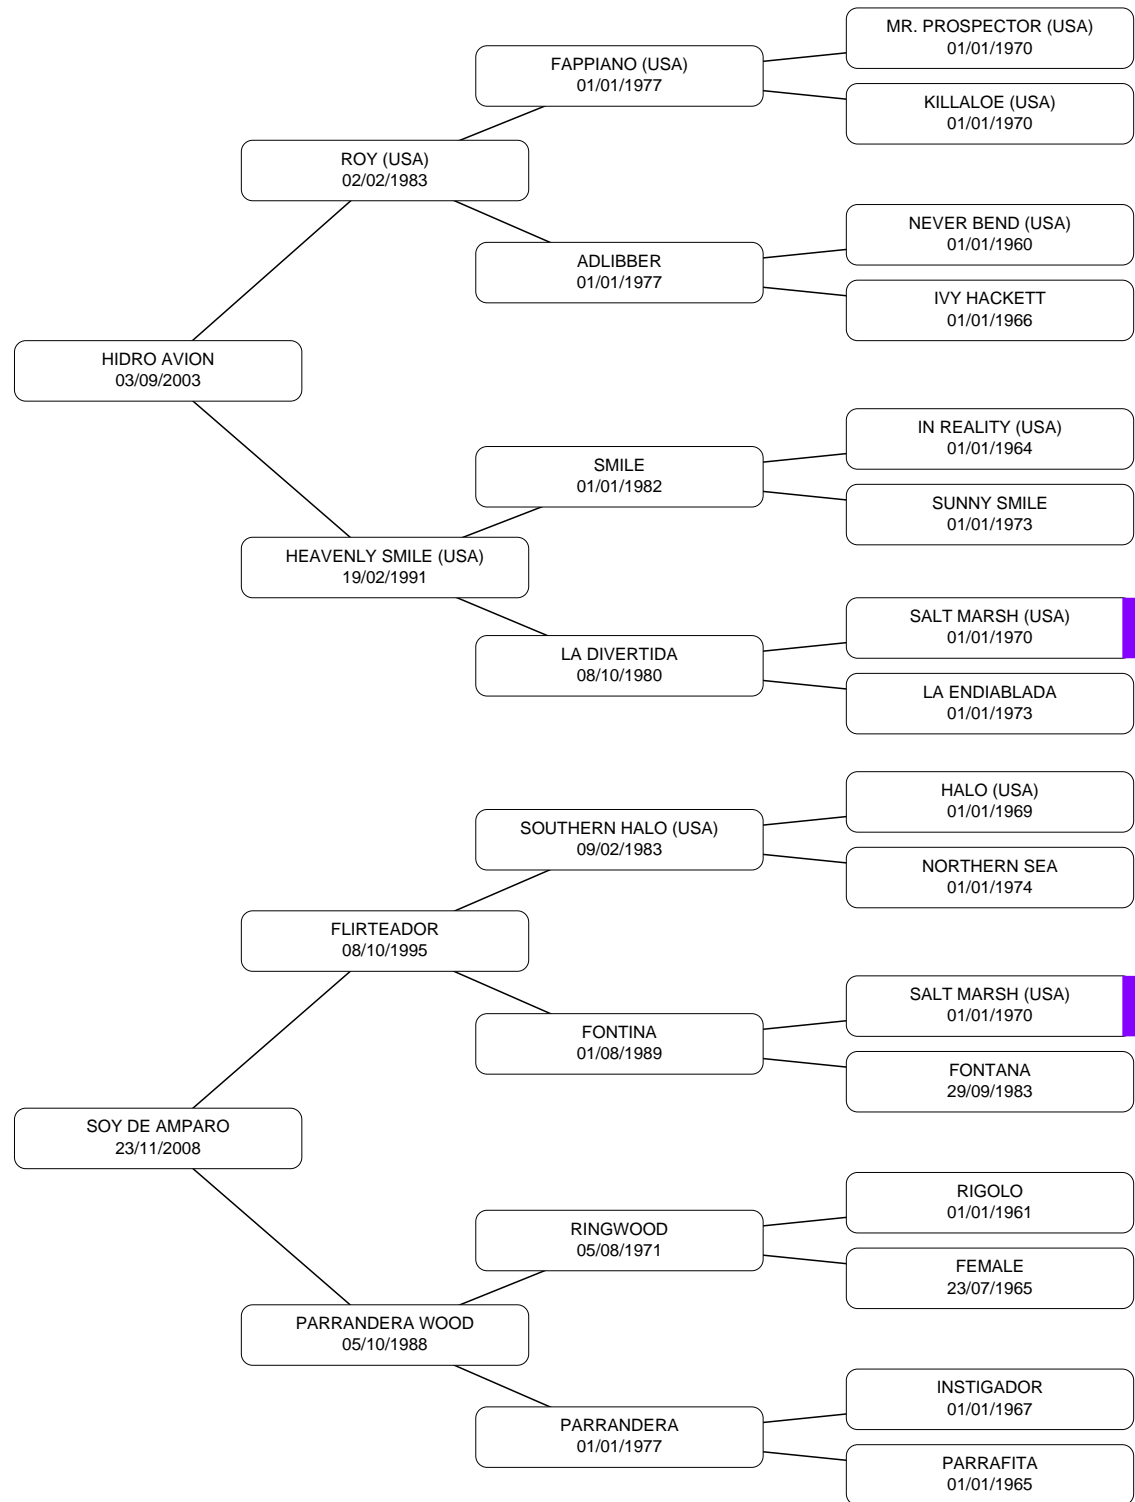 MR. PROSPECTOR (USA)
01/01/1970
FAPPIANO (USA)
01/01/1977
KILLALOE (USA)
01/01/1970
ROY (USA)
02/02/1983
NEVER BEND (USA)
01/01/1960
ADLIBBER
01/01/1977
IVY HACKETT
01/01/1966
HIDRO AVION
03/09/2003
IN REALITY (USA)
01/01/1964
SMILE
01/01/1982
SUNNY SMILE
01/01/1973
HEAVENLY SMILE (USA)
19/02/1991
SALT MARSH (USA)
01/01/1970
LA DIVERTIDA
08/10/1980
LA ENDIABLADA
01/01/1973
HALO (USA)
01/01/1969
SOUTHERN HALO (USA)
09/02/1983
NORTHERN SEA
01/01/1974
FLIRTEADOR
08/10/1995
SALT MARSH (USA)
01/01/1970
FONTINA
01/08/1989
FONTANA
29/09/1983
SOY DE AMPARO
23/11/2008
RIGOLO
01/01/1961
RINGWOOD
05/08/1971
FEMALE
23/07/1965
PARRANDERA WOOD
05/10/1988
INSTIGADOR
01/01/1967
PARRANDERA
01/01/1977
PARRAFITA
01/01/1965